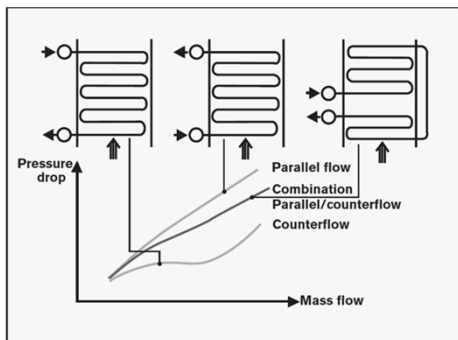 Pressure
drop
Parallel flow
Combination
Parallel/counterflow
Counterflow
Mass flow